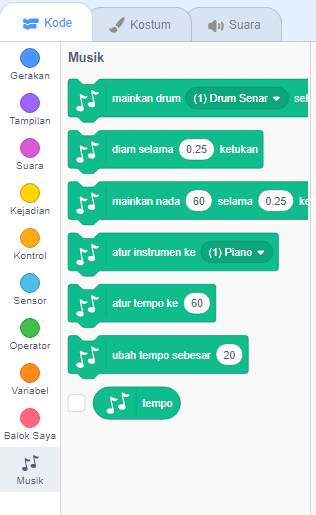 Kode Kostum Suara
Gerakan
Tampilan
Suara
Kejadian
Kontrol
Sensor
Operator
Variabel
Balok Saya
Musik
Musik
mainkan drum (1) Drum Senar
diam selama 0.25 ketukan
mainkan nada 60 selama 0.25
atur instrumen ke (1) Piano
atur tempo ke 60
ubah tempo sebesar 20
tempo